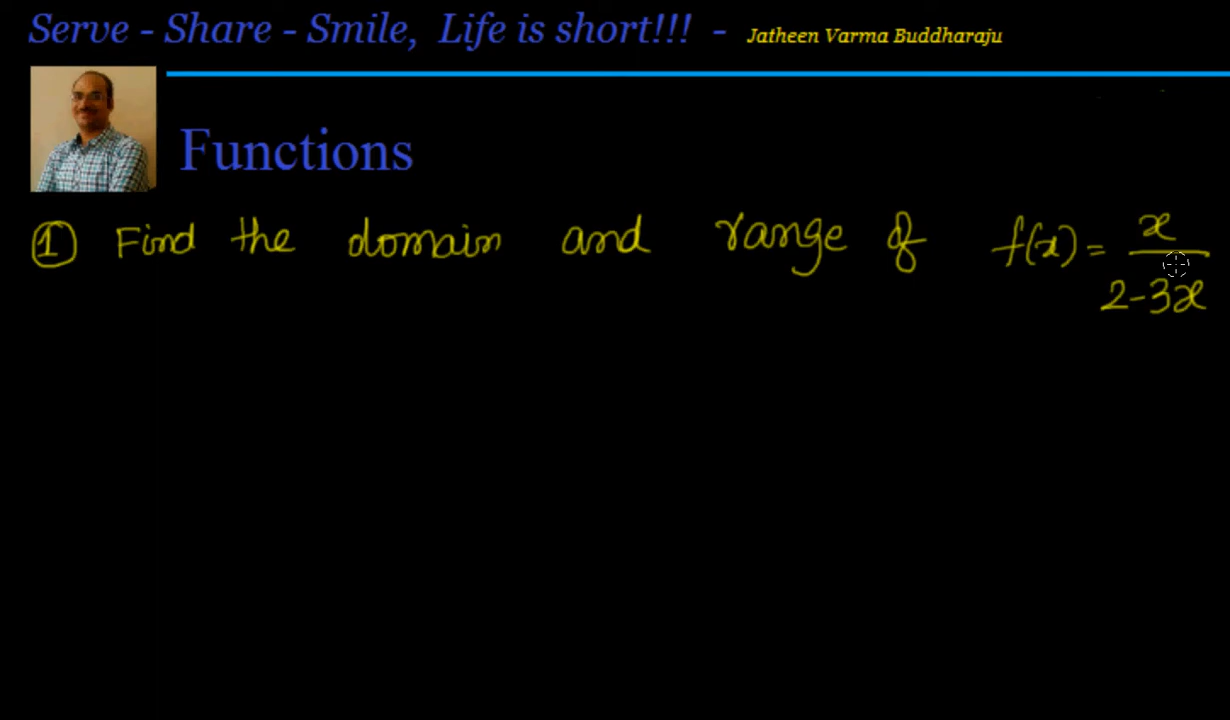 Serve - Share - Smile, Life is short!!! - Jatheen Varma Buddharaju
Functions
① Find the domain and range of f(x) = x / 2-3x